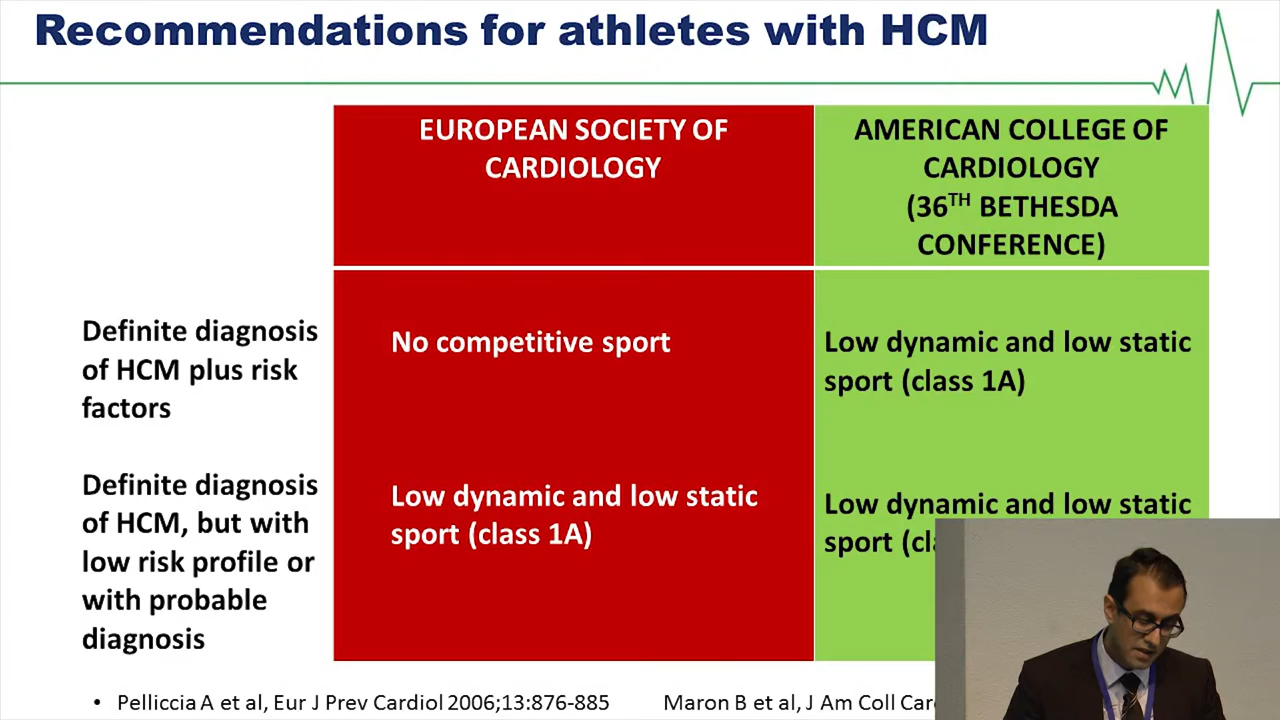 Recommendations for athletes with HCM
EUROPEAN SOCIETY OF
CARDIOLOGY
AMERICAN COLLEGE OF
CARDIOLOGY
(36TH BETHESDA
CONFERENCE)
Definite diagnosis
of HCM plus risk
factors
No competitive sport
Low dynamic and low static
sport (class 1A)
Definite diagnosis
of HCM, but with
low risk profile or
with probable
diagnosis
Low dynamic and low static
sport (class 1A)
Low dynamic and low static
sport
• Pelliccia A et al, Eur J Prev Cardiol 2006;13:876-885
Maron B et al, J Am Coll